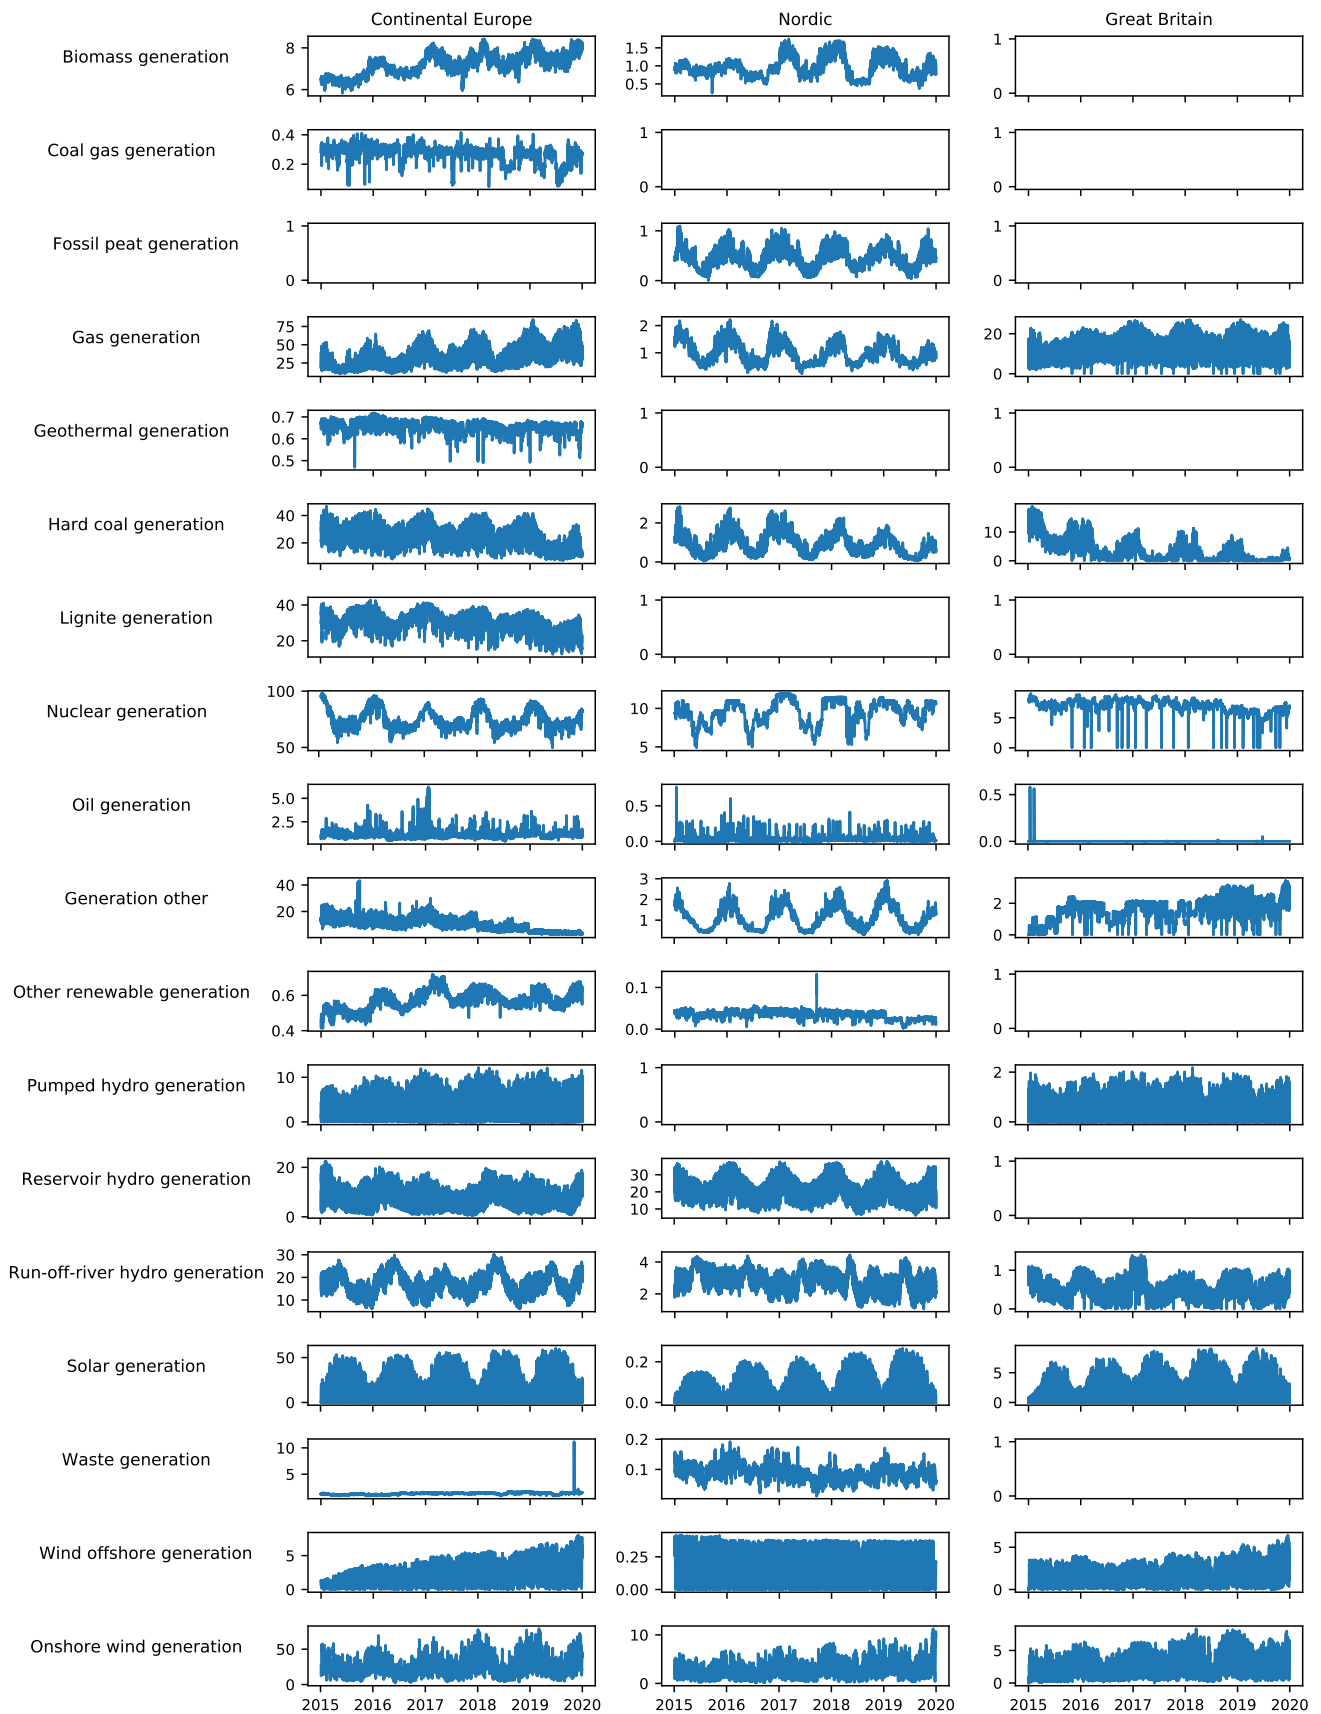 Continental Europe Nordic Great Britain
Biomass generation 8 6 1.5 1.0 0.5 1 0
Coal gas generation 0.4 0.2 1 0 1 0
Fossil peat generation 1 0 1 0 1 0
Gas generation 75 50 25 2 1 20 0
Geothermal generation 0.7 0.6 0.5 1 0 1 0
Hard coal generation 40 20 2 0 10 0
Lignite generation 40 20 1 0 1 0
Nuclear generation 100 50 10 5 5 0
Oil generation 5.0 2.5 0.5 0.0 0.5 0.0
Generation other 40 20 3 2 1 2 0
Other renewable generation 0.6 0.4 0.1 0.0 1 0
Pumped hydro generation 10 0 1 0 2 0
Reservoir hydro generation 20 0 30 20 10 1 0
Run-off-river hydro generation 30 20 10 4 2 1 0
Solar generation 50 0 0.2 0.0 5 0
Waste generation 10 5 0.2 0.1 1 0
Wind offshore generation 5 0 0.25 0.00 5 0
Onshore wind generation 50 0 10 0 5 0
2015 2016 2017 2018 2019 2020 2015 2016 2017 2018 2019 2020 2015 2016 2017 2018 2019 2020